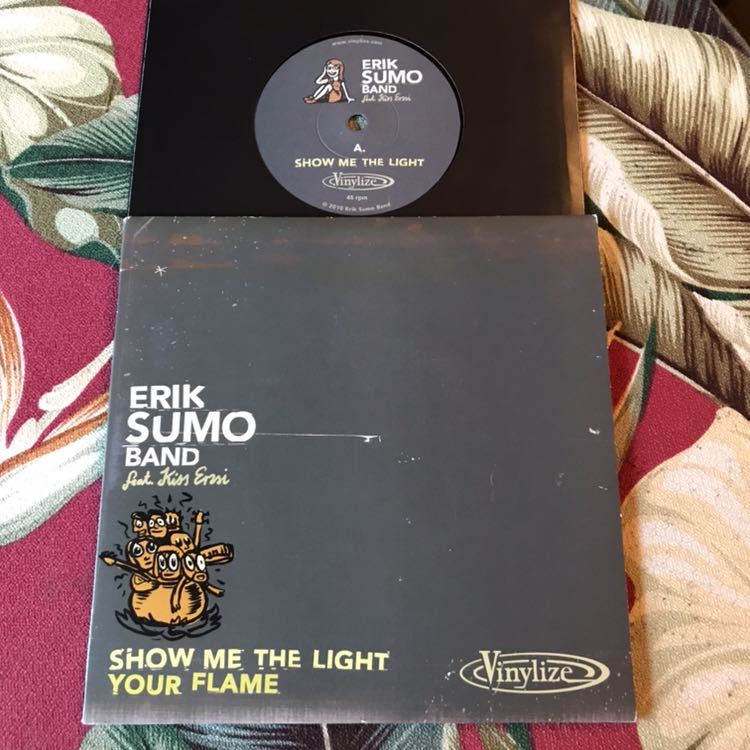 www.vinylize.com
ERIK
SUMO
BAND
feat. Kiss Erzsi
A.
SHOW ME THE LIGHT
Vinylize
45 rpm
© 2010 Erik Sumo Band
ERIK
SUMO
BAND
feat. Kiss Erzsi
SHOW ME THE LIGHT
YOUR FLAME
Vinylize